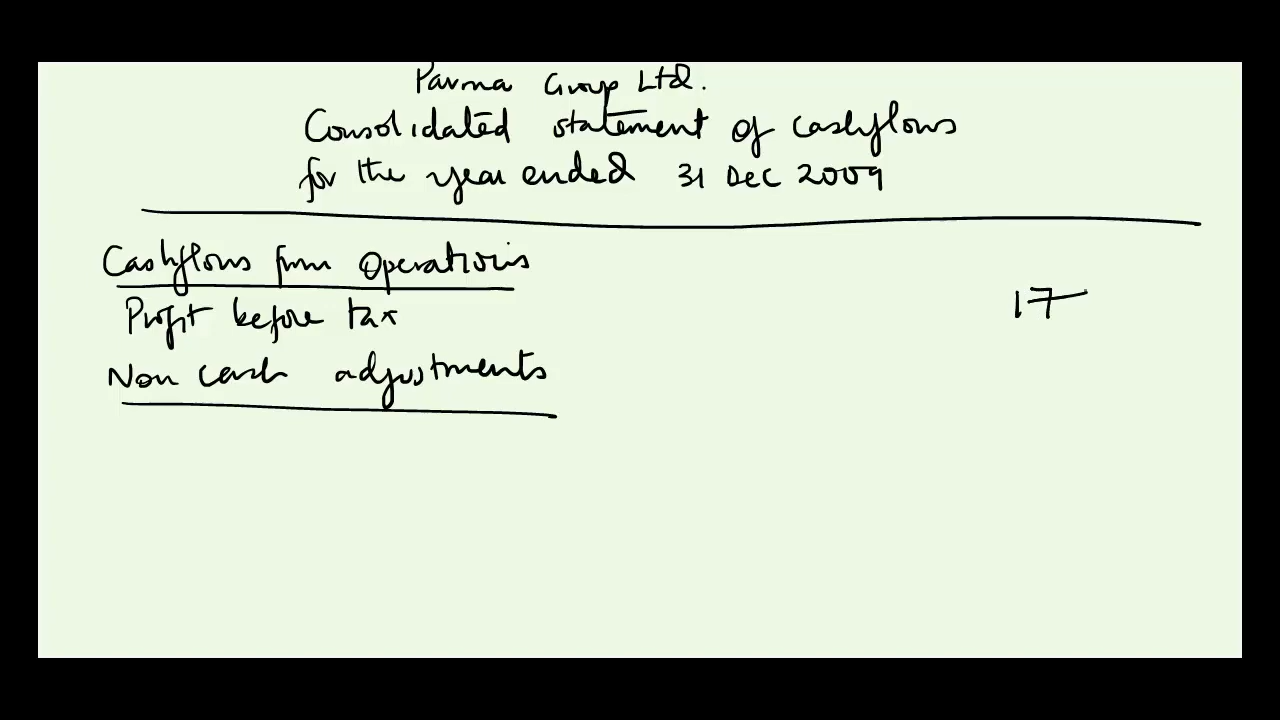 Parma Group Ltd.
Consolidated statement of cashflows
for the year ended 31 Dec 2009
Cashflows from Operations
Profit before tax 17
Non cash adjustments